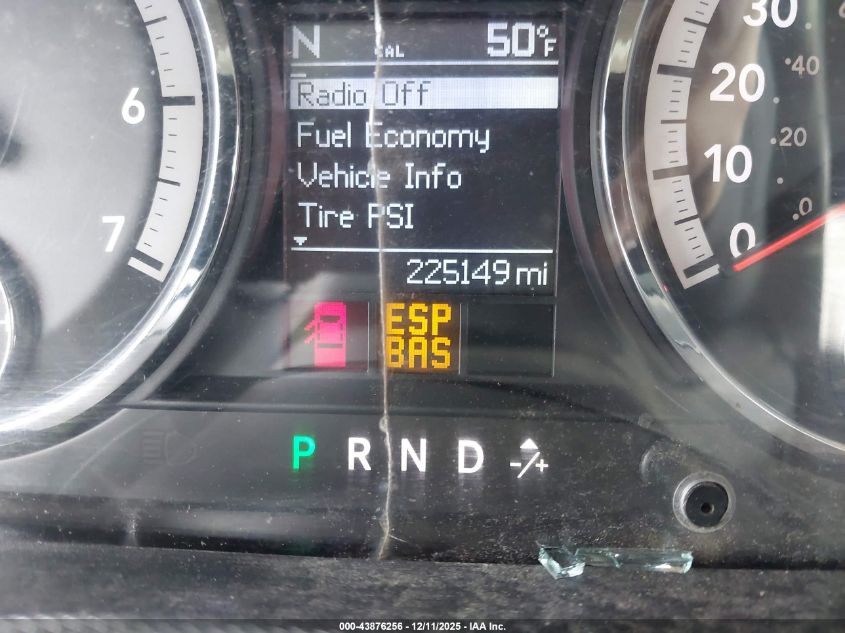 N CAL 50°F
Radio Off
Fuel Economy
Vehicle Info
Tire PSI
225149 mi
ESP
BAS
P R N D -/+
6
7
30
20
10
0
40
20
0
000-43876256 - 12/11/2025 - IAA Inc.